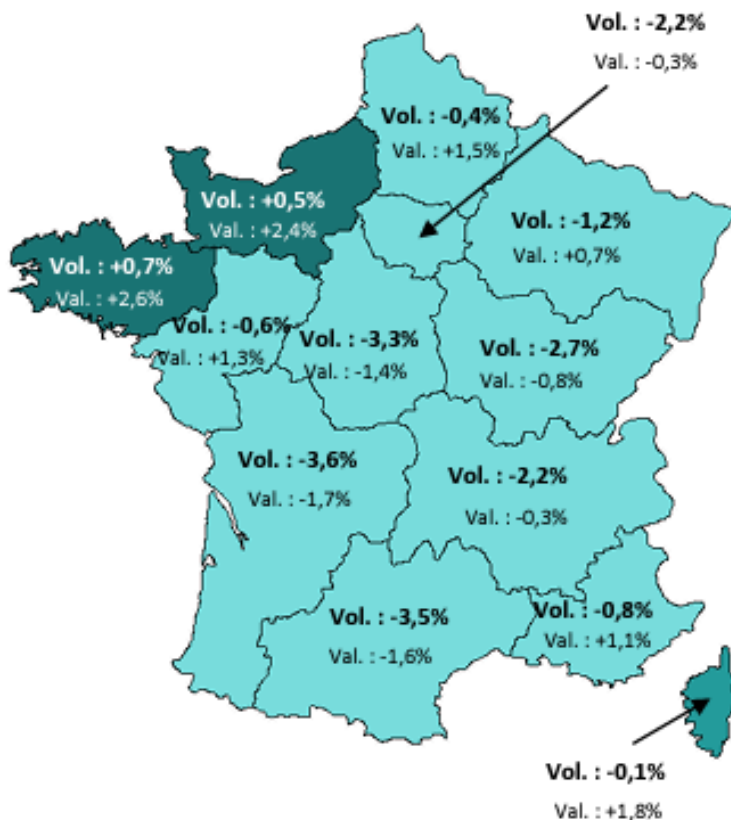 Vol. : -2,2%
Val. : -0,3%
Vol. : -0,4%
Val. : +1,5%
Vol. : +0,5%
Val. : +2,4%
Vol. : -1,2%
Val. : +0,7%
Vol. : +0,7%
Val. : +2,6%
Vol. : -0,6%
Val. : +1,3%
Vol. : -3,3%
Val. : -1,4%
Vol. : -2,7%
Val. : -0,8%
Vol. : -3,6%
Val. : -1,7%
Vol. : -2,2%
Val. : -0,3%
Vol. : -3,5%
Val. : -1,6%
Vol. : -0,8%
Val. : +1,1%
Vol. : -0,1%
Val. : +1,8%